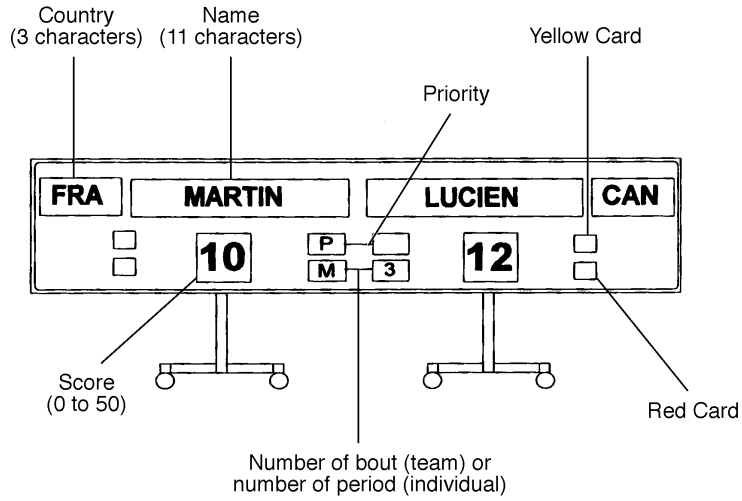 Country
(3 characters)
Name
(11 characters)
Yellow Card
Priority
FRA
MARTIN
LUCIEN
CAN
10
P
12
M
3
Score
(0 to 50)
Red Card
Number of bout (team) or
number of period (individual)